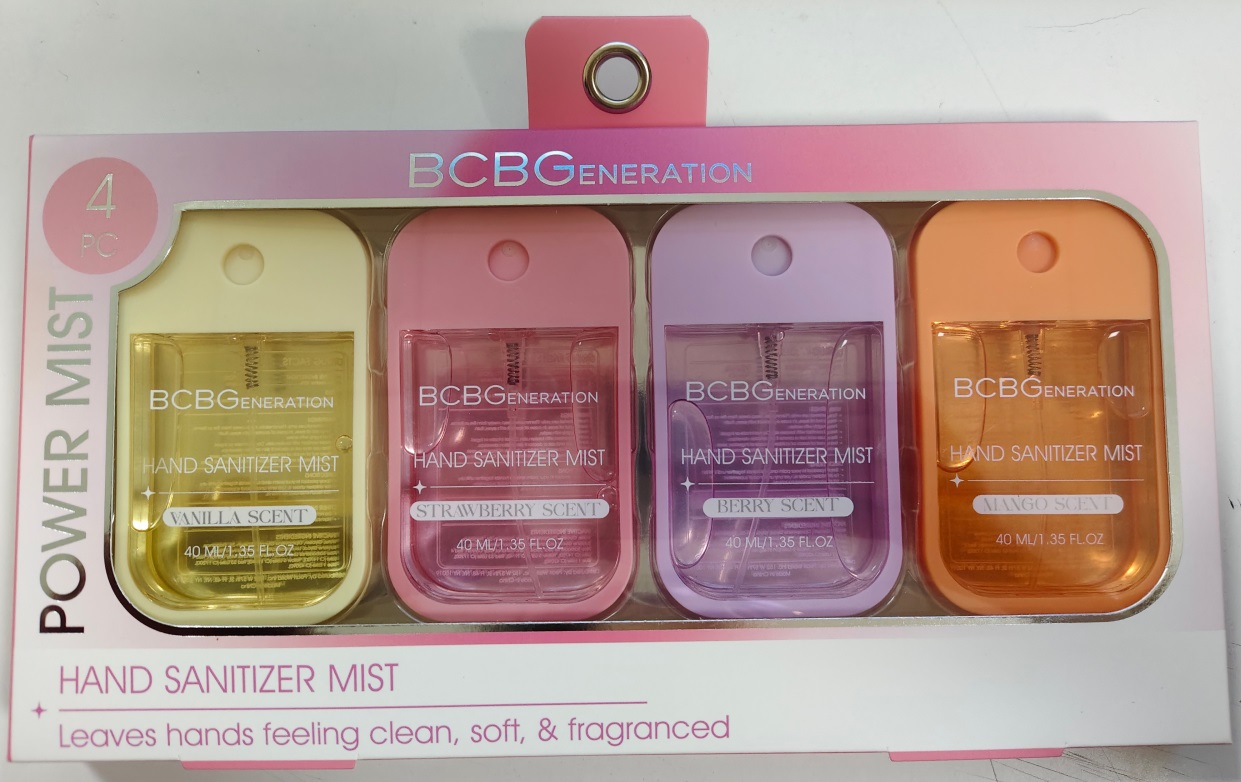 BCBGENERATION
4
PC
POWER MIST
BCBGENERATION
HAND SANITIZER MIST
VANILLA SCENT
40 ML/1.35 FL.OZ
BCBGENERATION
HAND SANITIZER MIST
STRAWBERRY SCENT
40 ML/1.35 FL.OZ
BCBGENERATION
HAND SANITIZER MIST
BERRY SCENT
40 ML/1.35 FL.OZ
BCBGENERATION
HAND SANITIZER MIST
MANGO SCENT
40 ML/1.35 FL.OZ
HAND SANITIZER MIST
Leaves hands feeling clean, soft, & fragranced